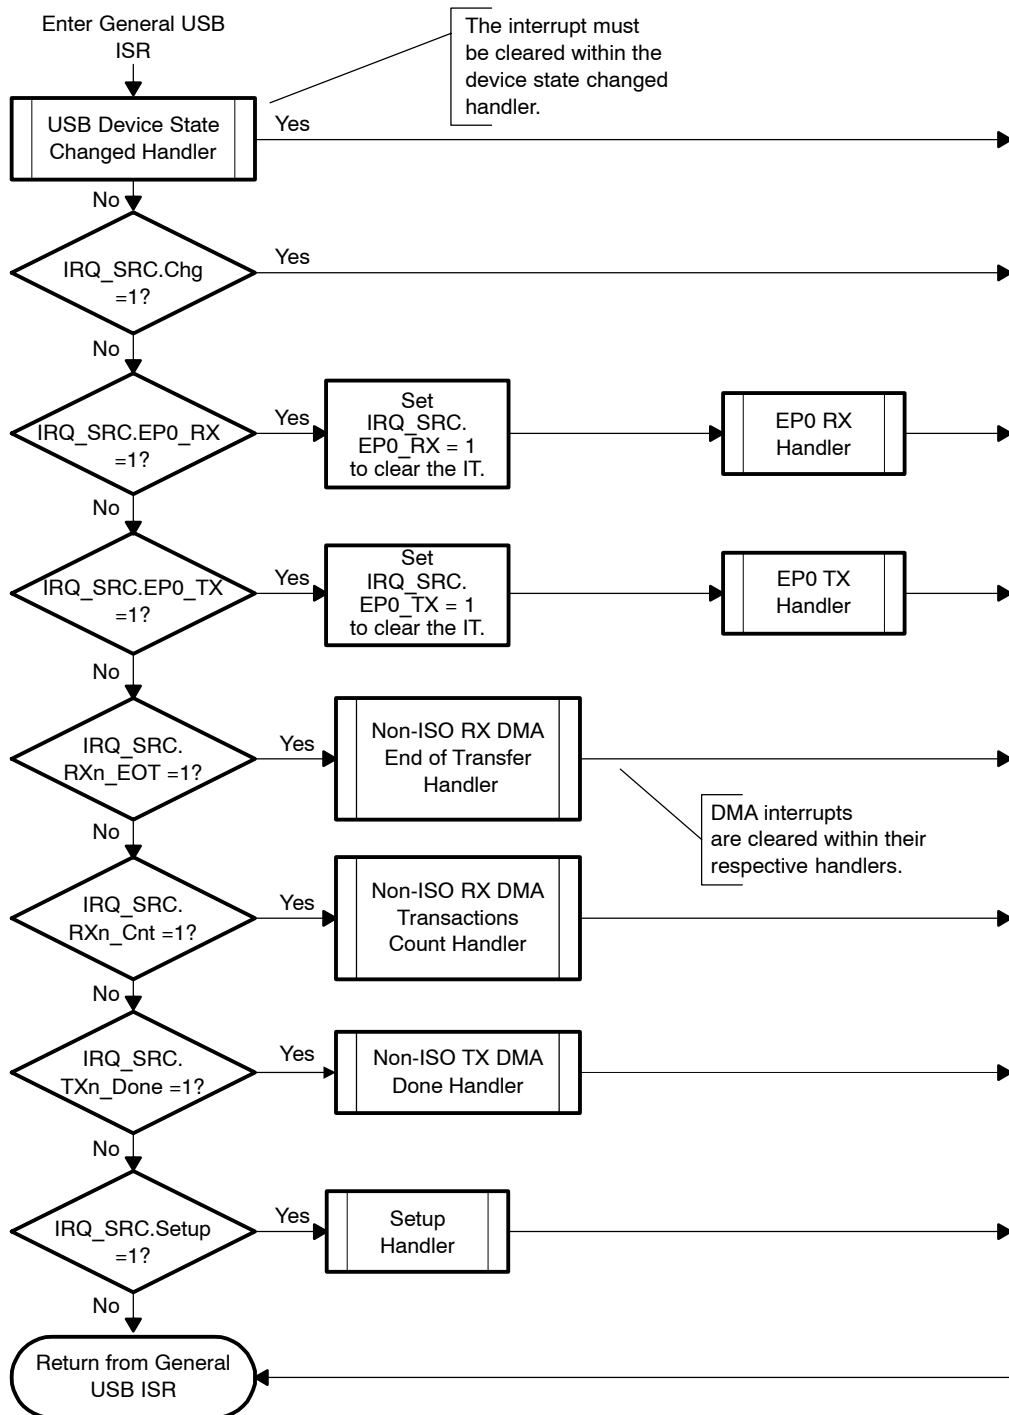 Enter General USB
ISR
The interrupt must
be cleared within the
device state changed
handler.
USB Device State
Changed Handler
Yes
No
IRQ_SRC.Chg
=1?
Yes
No
IRQ_SRC.EP0_RX
=1?
Yes
Set
IRQ_SRC.
EP0_RX = 1
to clear the IT.
EP0 RX
Handler
No
IRQ_SRC.EP0_TX
=1?
Yes
Set
IRQ_SRC.
EP0_TX = 1
to clear the IT.
EP0 TX
Handler
No
IRQ_SRC.
RXn_EOT =1?
Yes
Non-ISO RX DMA
End of Transfer
Handler
DMA interrupts
are cleared within their
respective handlers.
No
IRQ_SRC.
RXn_Cnt =1?
Yes
Non-ISO RX DMA
Transactions
Count Handler
No
IRQ_SRC.
TXn_Done =1?
Yes
Non-ISO TX DMA
Done Handler
No
IRQ_SRC.Setup
=1?
Yes
Setup
Handler
No
Return from General
USB ISR